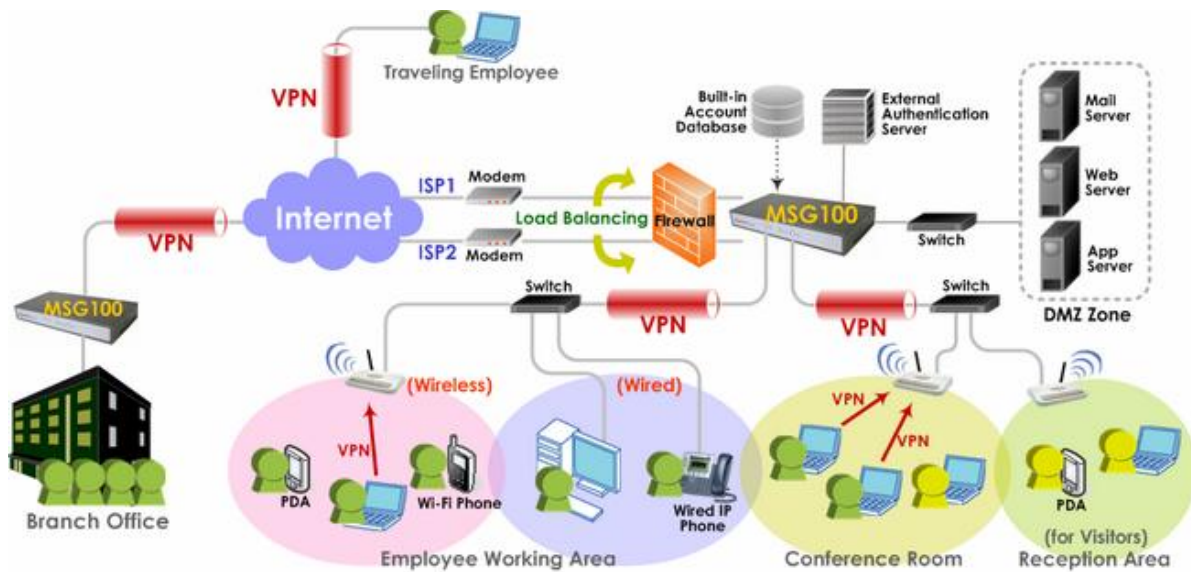 Traveling Employee
VPN
Built-in
Account
Database
External
Authentication
Server
Mail
Server
Web
Server
App
Server
DMZ Zone
ISP1
Modem
Internet
Load Balancing
Firewall
MSG100
Switch
VPN
ISP2
Modem
MSG100
Switch
VPN
VPN
Switch
(Wireless)
(Wired)
VPN
PDA
Wi-Fi Phone
Wired IP
Phone
VPN
VPN
PDA
Branch Office
Employee Working Area
Conference Room
(for Visitors)
Reception Area